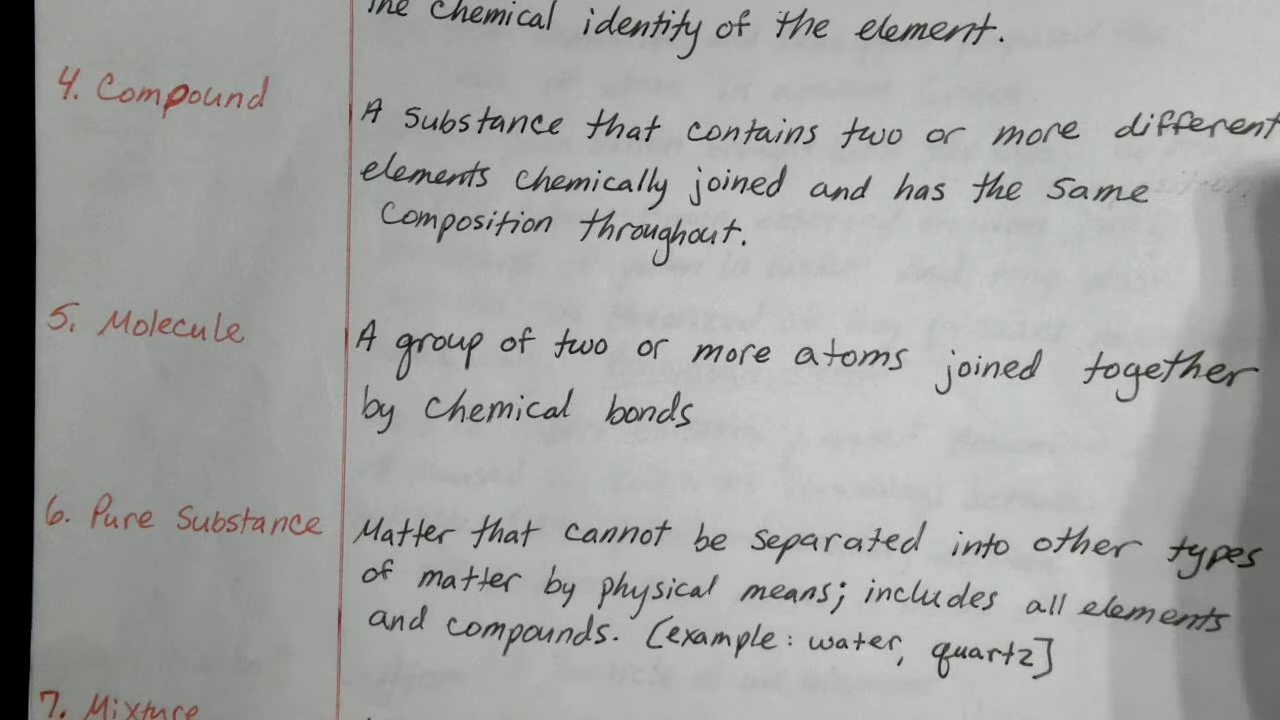 the chemical identity of the element.
4. Compound
A substance that contains two or more different
elements chemically joined and has the same
composition throughout.
5. Molecule
A group of two or more atoms joined together
by chemical bonds
6. Pure Substance
Matter that cannot be separated into other types
of matter by physical means; includes all elements
and compounds. [example: water, quartz]
7. Mixture